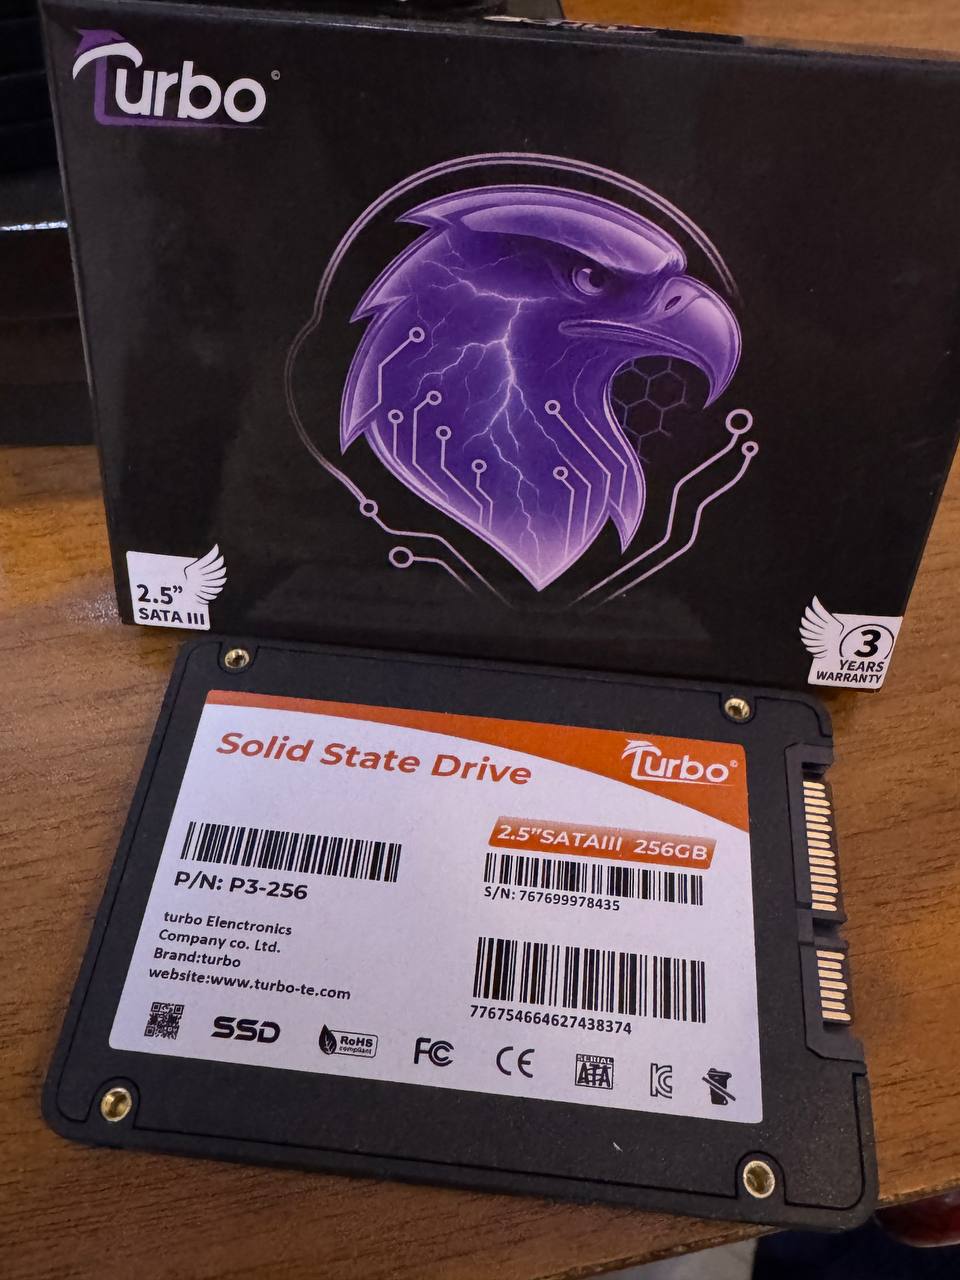 Turbo
2.5"
SATA III
3
YEARS
WARRANTY
Solid State Drive
Turbo
2.5"SATAIII 256GB
P/N: P3-256
S/N: 767699978435
turbo Elenctronics
Company co. Ltd.
Brand:turbo
website:www.turbo-te.com
776754664627438374
SSD
RoHS
compliant
FC
CE
SERIAL
ATA
KC